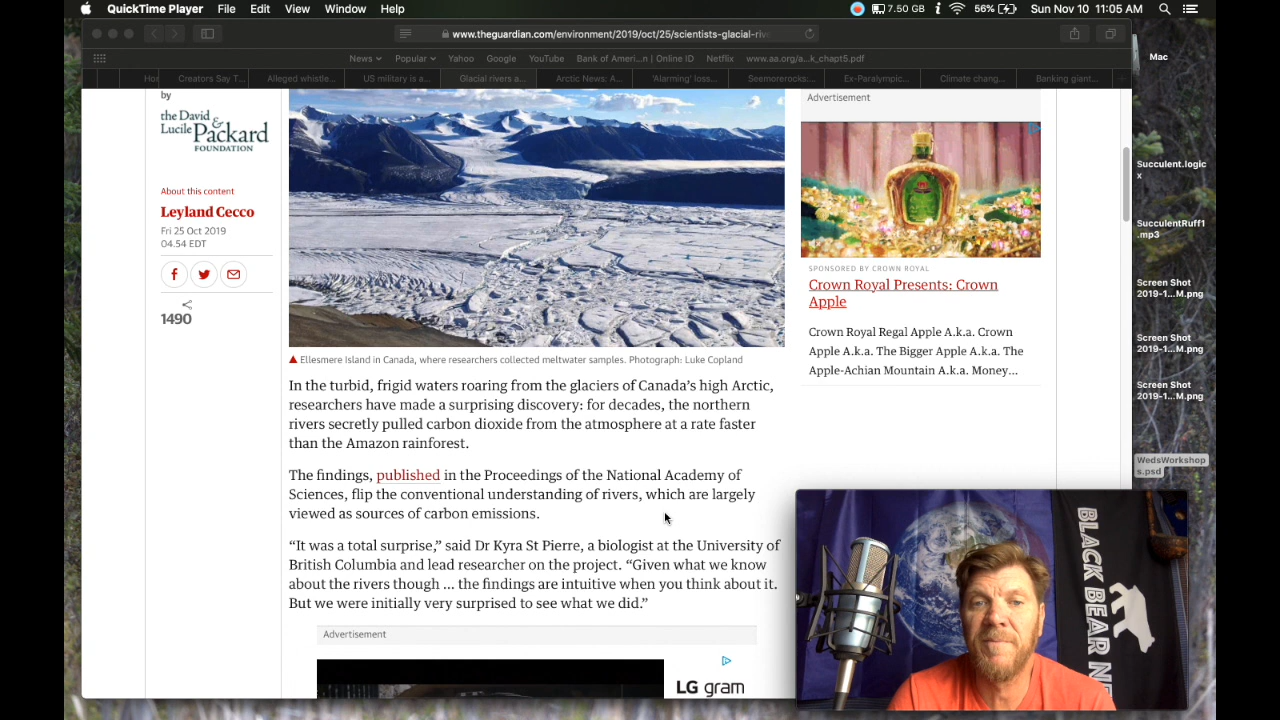 QuickTime Player File Edit View Window Help
7.50 GB 56% Sun Nov 10 11:05 AM
www.theguardian.com/environment/2019/oct/25/scientists-glacial-riv
News Popular Yahoo Google YouTube Bank of Ameri...n | Online ID Netflix www.aa.org/a...k_chapt5.pdf
Creators Say T... Alleged whistle... US military is a... Glacial rivers a... Arctic News: A... 'Alarming' loss... Seemorerocks:... Ex-Paralympic... Climate chang... Banking giant...
by
the David & Lucile Packard
FOUNDATION
About this content
Leyland Cecco
Fri 25 Oct 2019
04.54 EDT
1490
▲ Ellesmere Island in Canada, where researchers collected meltwater samples. Photograph: Luke Copland
In the turbid, frigid waters roaring from the glaciers of Canada’s high Arctic,
researchers have made a surprising discovery: for decades, the northern
rivers secretly pulled carbon dioxide from the atmosphere at a rate faster
than the Amazon rainforest.
The findings, published in the Proceedings of the National Academy of
Sciences, flip the conventional understanding of rivers, which are largely
viewed as sources of carbon emissions.
“It was a total surprise,” said Dr Kyra St Pierre, a biologist at the University of
British Columbia and lead researcher on the project. “Given what we know
about the rivers though ... the findings are intuitive when you think about it.
But we were initially very surprised to see what we did.”
Advertisement
LG gram
Advertisement
SPONSORED BY CROWN ROYAL
Crown Royal Presents: Crown
Apple
Crown Royal Regal Apple A.k.a. Crown
Apple A.k.a. The Bigger Apple A.k.a. The
Apple-Achian Mountain A.k.a. Money...
Mac
Succulent.logic
x
SucculentRuff1
.mp3
Screen Shot
2019-1...M.png
Screen Shot
2019-1...M.png
Screen Shot
2019-1...M.png
WedsWorkshop
s.psd
BLACK BEAR NE